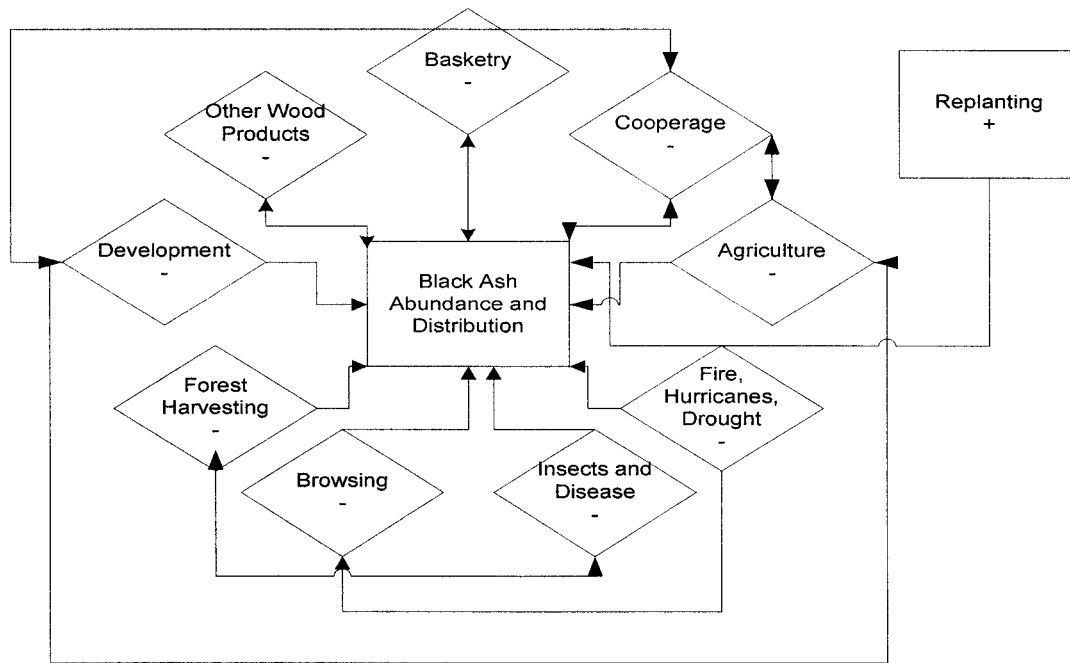 Basketry
-
Other Wood
Products
-
Cooperage
-
Replanting
+
Development
-
Black Ash
Abundance and
Distribution
Agriculture
-
Forest
Harvesting
-
Fire,
Hurricanes,
Drought
-
Browsing
-
Insects and
Disease
-